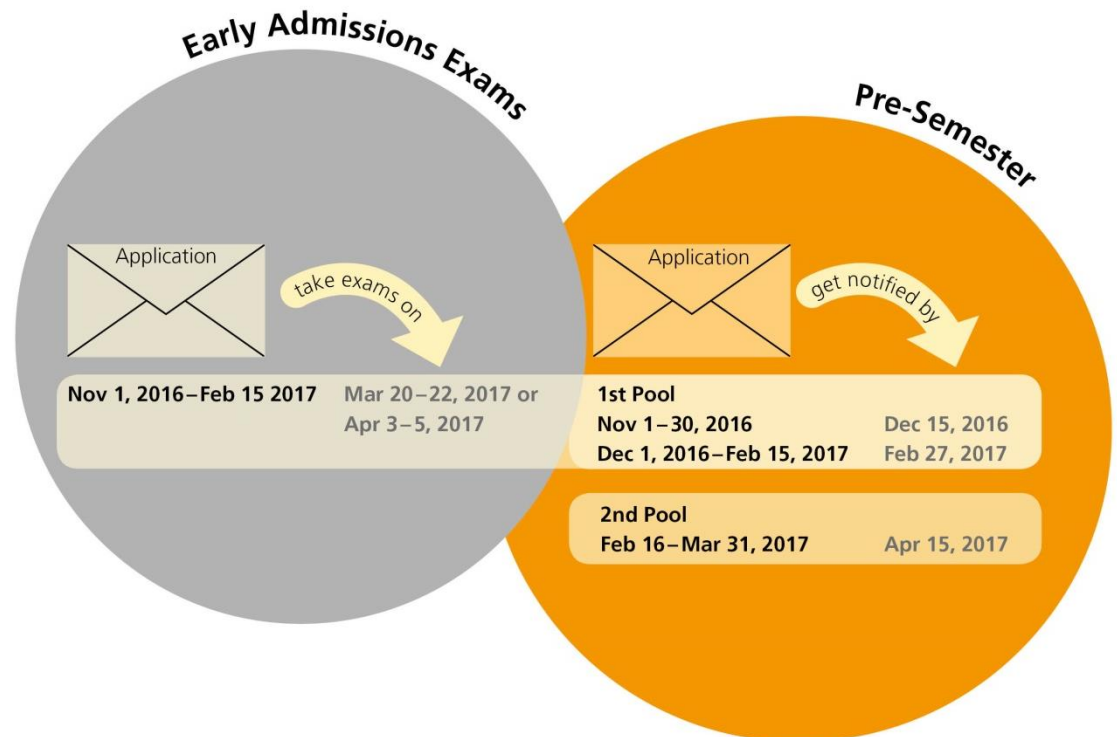 Early Admissions Exams
Application
take exams on
Nov 1, 2016–Feb 15 2017
Mar 20–22, 2017 or
Apr 3–5, 2017
Pre-Semester
Application
get notified by
1st Pool
Nov 1–30, 2016 Dec 15, 2016
Dec 1, 2016–Feb 15, 2017 Feb 27, 2017
2nd Pool
Feb 16–Mar 31, 2017 Apr 15, 2017